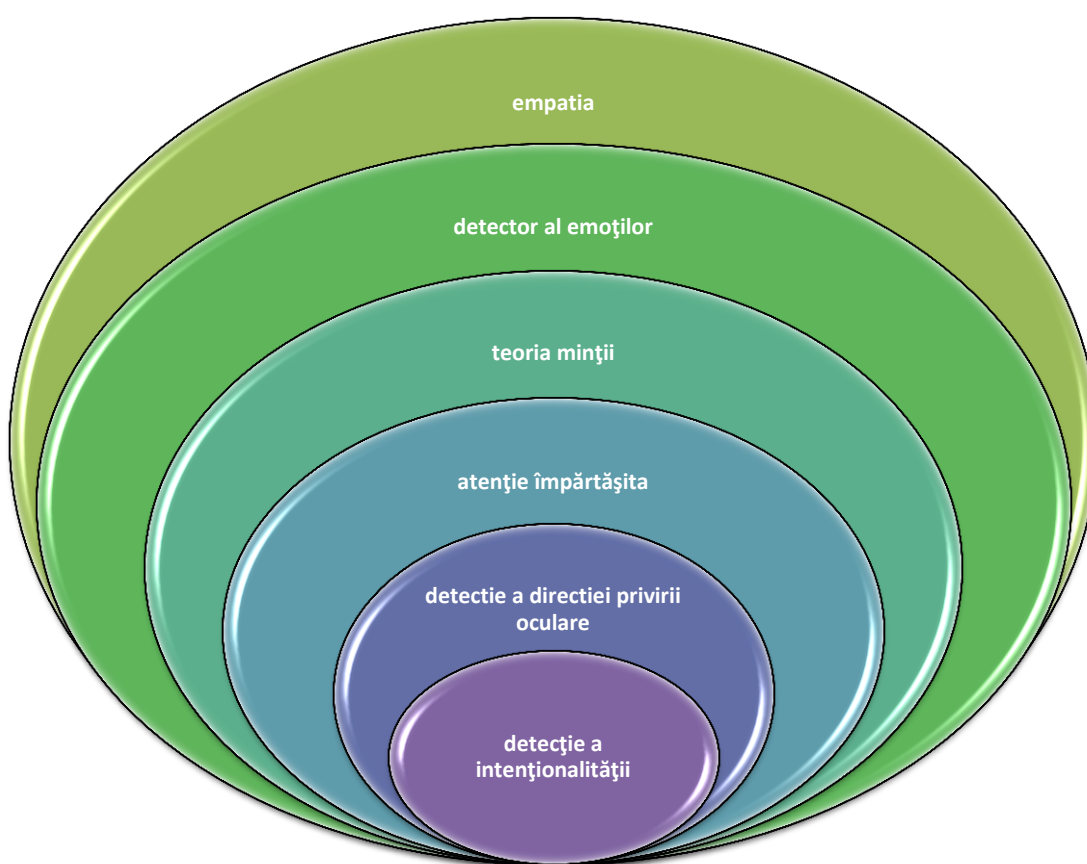 empatia
detector al emoţilor
teoria minţii
atenţie împărtăşita
detectie a directiei privirii
oculare
detecţie a
intenţionalităţii